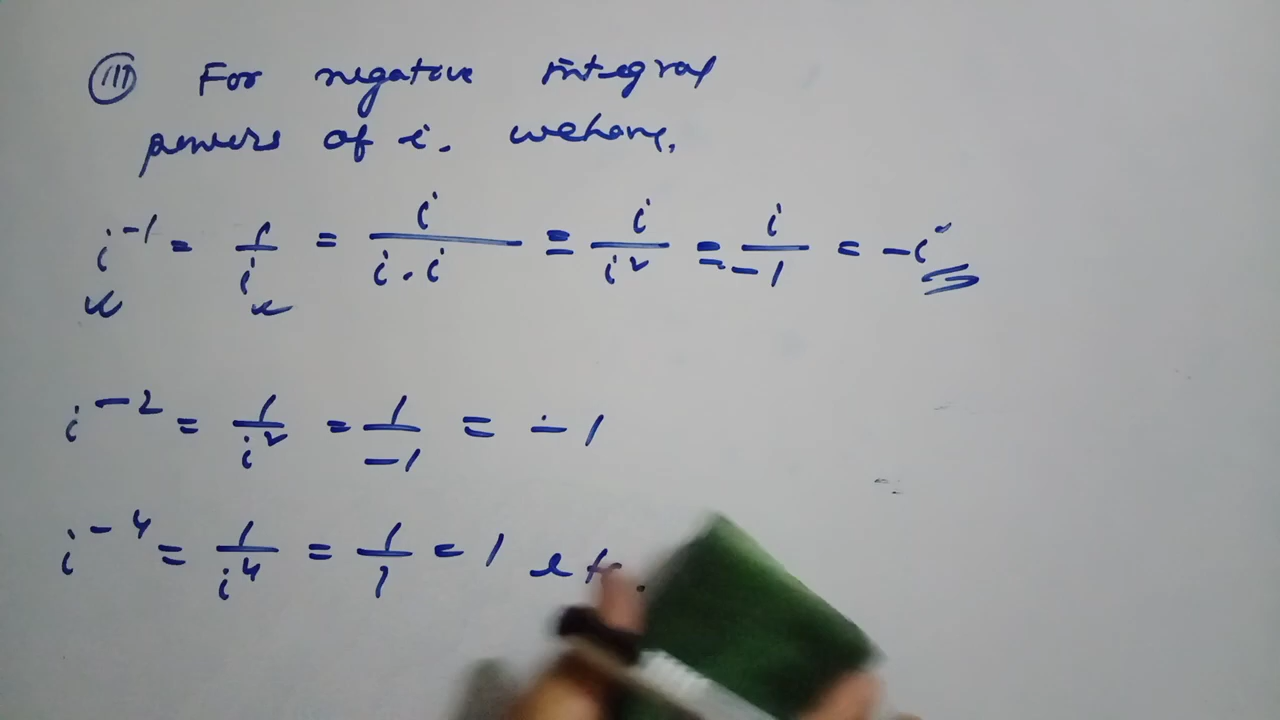 (III) For negative integral
powers of i. we have,
i⁻¹ = 1/i = i/(i.i) = i/i² = i/-1 = -i
i⁻² = 1/i² = 1/-1 = -1
i⁻⁴ = 1/i⁴ = 1/1 = 1 etc.